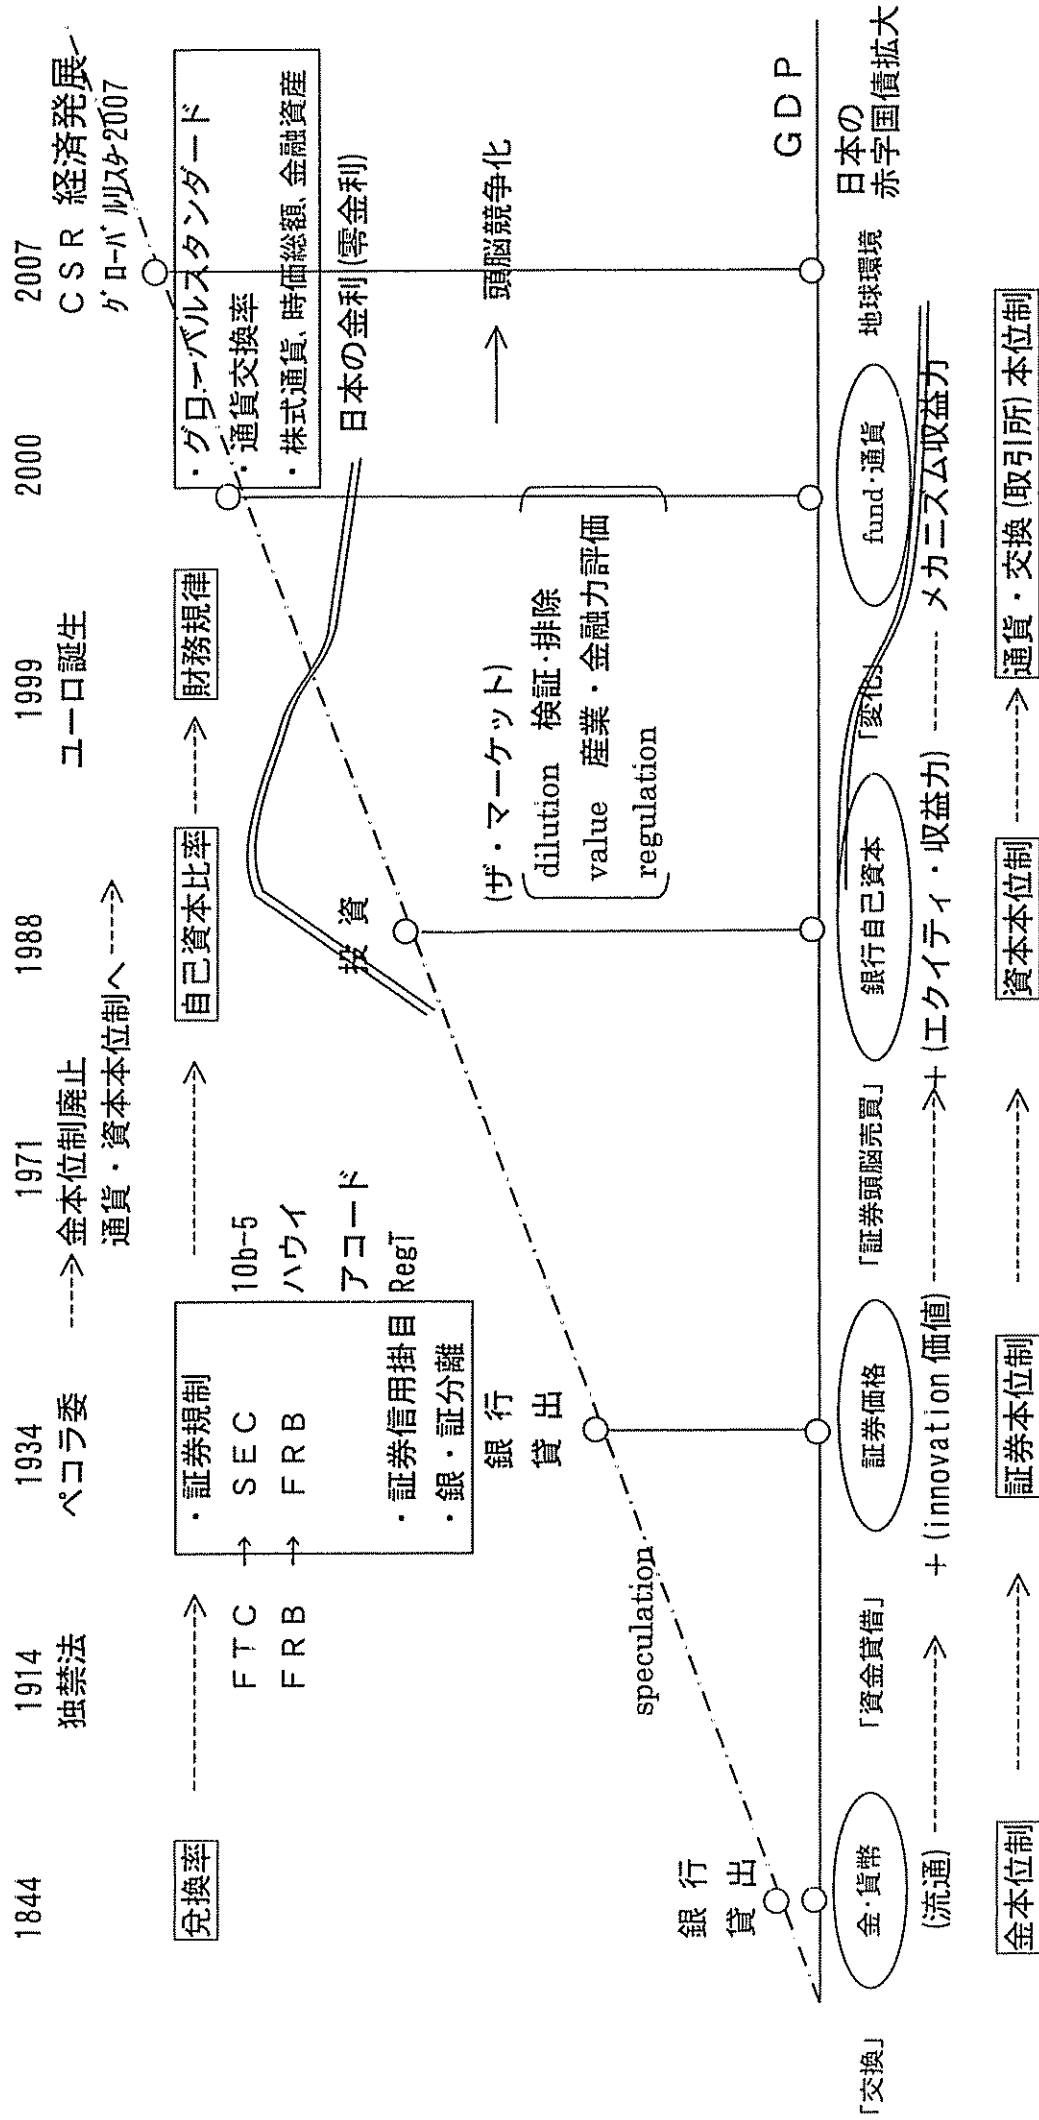 1844
1914
1934
1971
1988
1999
2000
2007
独禁法
ペコラ委
金本位制廃止
ユーロ誕生
CSR 経済発展
通貨・資本本位制へ
グローバルリスク2007
兌換率
・証券規制
自己資本比率
財務規律
・グローバルスタンダード
FTC → SEC
10b-5
・通貨交換率
FRB → FRB
ハウイ
・株式通貨、時価総額、金融資産
アコード
投資
日本の金利(零金利)
・証券信用掛目 RegT
・銀・証分離
銀行
貸出
(ザ・マーケット)
頭脳競争化
dilution 検証・排除
value 産業・金融力評価
regulation
speculation
銀行
貸出
GDP
「交換」
金・貨幣
「資金貸借」
証券価格
「証券頭脳売買」
銀行自己資本
「変化」
fund・通貨
地球環境
日本の
赤字国債拡大
(流通)
+ (innovation 価値)
+ (エクイティ・収益力)
メカニズム収益力
金本位制
証券本位制
資本本位制
通貨・交換(取引所)本位制